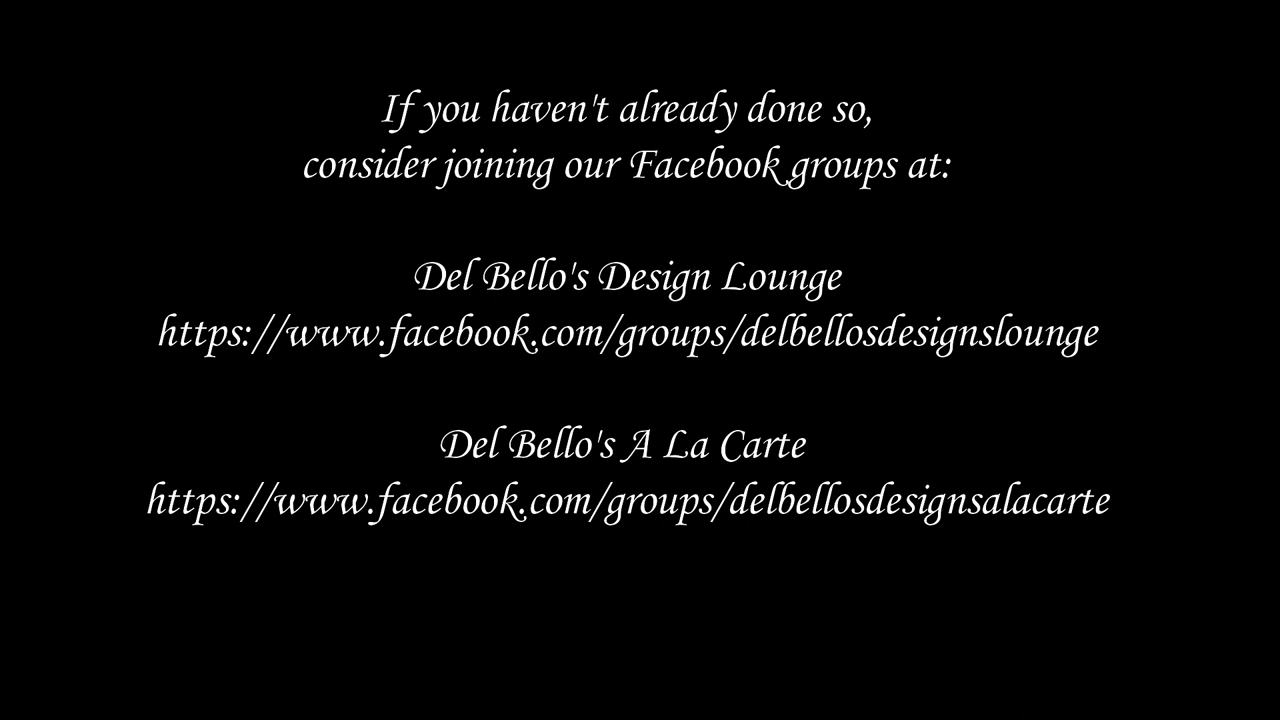 If you haven't already done so,
consider joining our Facebook groups at:
Del Bello's Design Lounge
https://www.facebook.com/groups/delbellosdesignslounge
Del Bello's A La Carte
https://www.facebook.com/groups/delbellosdesignsalacarte